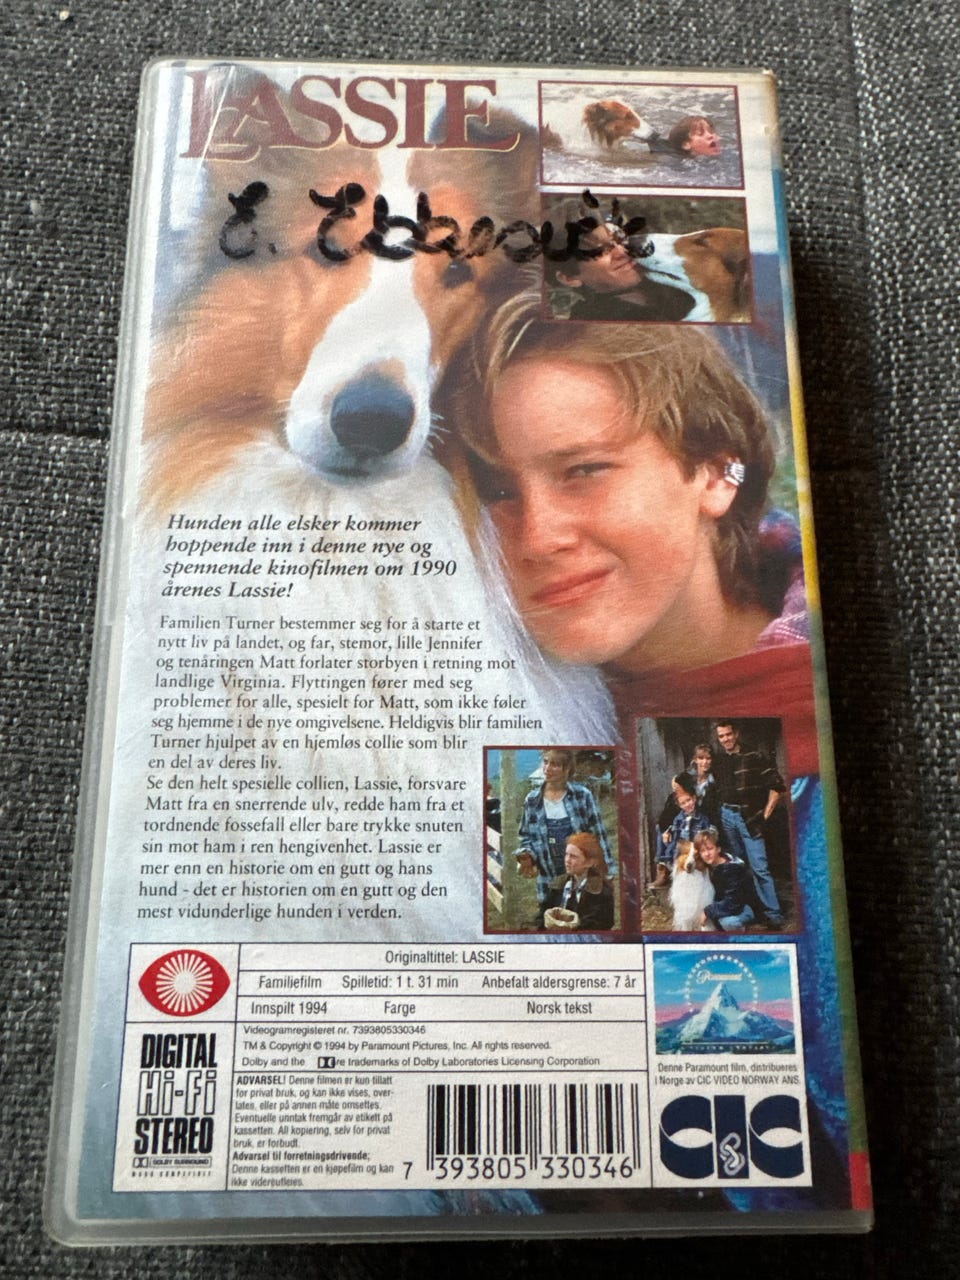 LASSIE
E.
Hunden alle elsker kommer
hoppende inn i denne nye og
spennende kinofilmen om 1990
årenes Lassie!
Familien Turner bestemmer seg for å starte et
nytt liv på landet, og far, stemor, lille Jennifer
og tenåringen Matt forlater storbyen i retning mot
landlige Virginia. Flyttingen fører med seg
problemer for alle, spesielt for Matt, som ikke føler
seg hjemme i de nye omgivelsene. Heldigvis blir familien
Turner hjulpet av en hjemløs collie som blir
en del av deres liv.
Se den helt spesielle collien, Lassie, forsvare
Matt fra en snerrende ulv, redde ham fra et
tordnende fossefall eller bare trykke snuten
sin mot ham i ren hengivenhet. Lassie er
mer enn en historie om en gutt og hans
hund - det er historien om en gutt og den
mest vidunderlige hunden i verden.
Originaltittel: LASSIE
Familiefilm Spilletid: 1 t. 31 min Anbefalt aldersgrense: 7 år
Innspilt 1994 Farge Norsk tekst
Videogramregisteret nr. 7393805330346
TM & Copyright © 1994 by Paramount Pictures, Inc. All rights reserved.
Dolby and the re trademarks of Dolby Laboratories Licensing Corporation
DIGITAL
Hi-Fi
STEREO
DOLBY SURROUND
ADVARSEL! Denne filmen er kun tillatt
for privat bruk, og kan ikke vises, over-
lates, eller på annen måte omsettes.
Eventuelle unntak fremgår av etikett på
kassetten. All kopiering, selv for privat
bruk, er forbudt.
Advarsel til forretningsdrivende;
Denne kassetten er en kjøpefilm og kan
ikke videreutleies.
7 393805 330346
Paramount
Denne Paramount film, distribueres
i Norge av CIC VIDEO NORWAY ANS.
CIC